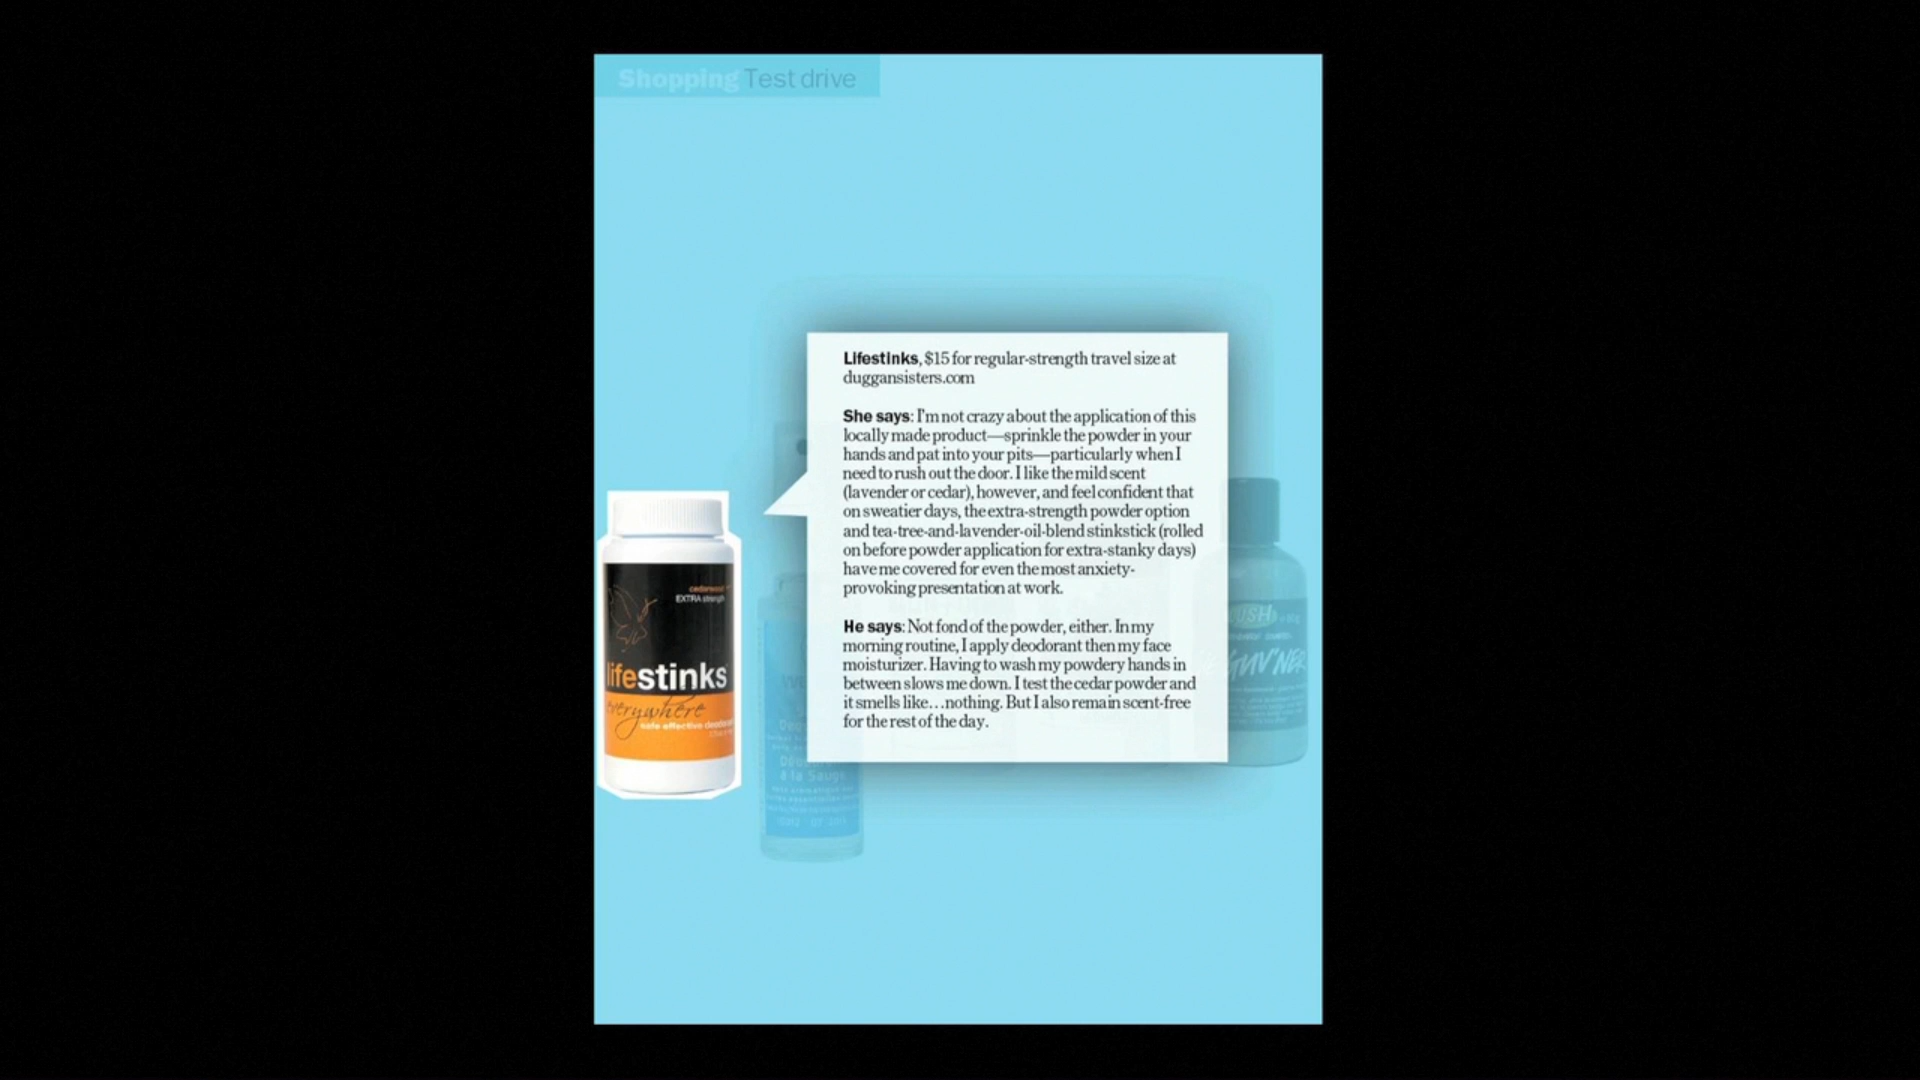 Shopping Test drive
Lifestinks, $15 for regular-strength travel size at
duggansisters.com
She says: I'm not crazy about the application of this
locally made product—sprinkle the powder in your
hands and pat into your pits—particularly when I
need to rush out the door. I like the mild scent
(lavender or cedar), however, and feel confident that
on sweatier days, the extra-strength powder option
and tea-tree-and-lavender-oil-blend stinkstick (rolled
on before powder application for extra-stanky days)
have me covered for even the most anxiety-
provoking presentation at work.
He says: Not fond of the powder, either. In my
morning routine, I apply deodorant then my face
moisturizer. Having to wash my powdery hands in
between slows me down. I test the cedar powder and
it smells like…nothing. But I also remain scent-free
for the rest of the day.
cedarwood
EXTRA strength
lifestinks
everywhere
safe effective
à la Sauge
LUSH
GUV'NER